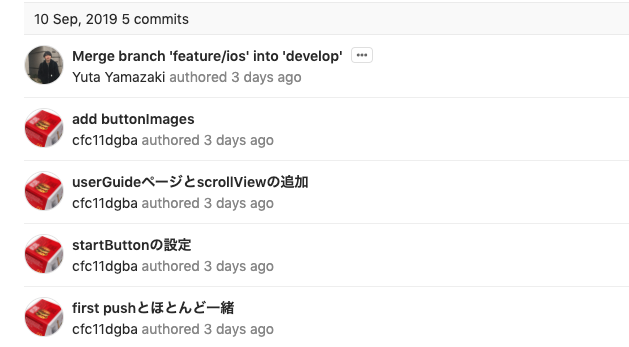 10 Sep, 2019 5 commits
Merge branch 'feature/ios' into 'develop' •••
Yuta Yamazaki authored 3 days ago
add buttonImages
cfc11dgba authored 3 days ago
userGuideページとscrollViewの追加
cfc11dgba authored 3 days ago
startButtonの設定
cfc11dgba authored 3 days ago
first pushとほとんど一緒
cfc11dgba authored 3 days ago